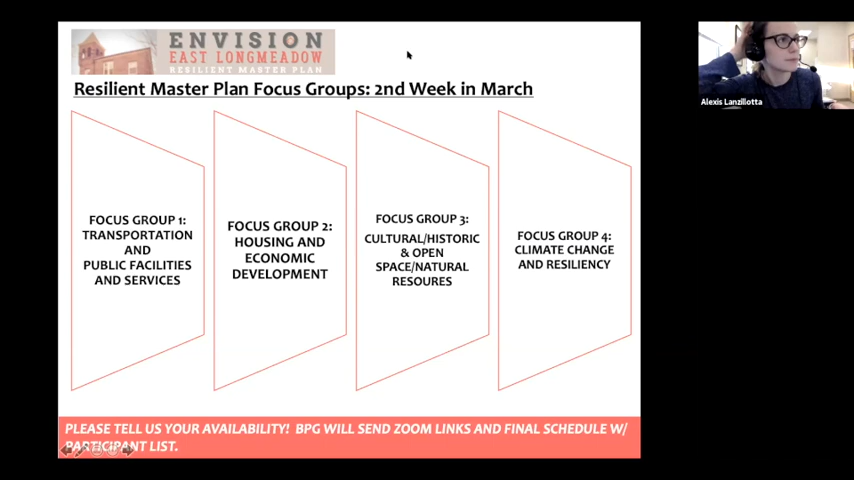 ENVISION
EAST LONGMEADOW
RESILIENT MASTER PLAN
Resilient Master Plan Focus Groups: 2nd Week in March
FOCUS GROUP 1:
TRANSPORTATION
AND
PUBLIC FACILITIES
AND SERVICES
FOCUS GROUP 2:
HOUSING AND
ECONOMIC
DEVELOPMENT
FOCUS GROUP 3:
CULTURAL/HISTORIC
& OPEN
SPACE/NATURAL
RESOURES
FOCUS GROUP 4:
CLIMATE CHANGE
AND RESILIENCY
PLEASE TELL US YOUR AVAILABILITY! BPG WILL SEND ZOOM LINKS AND FINAL SCHEDULE W/
PARTICIPANT LIST.
Alexis Lanzillotta